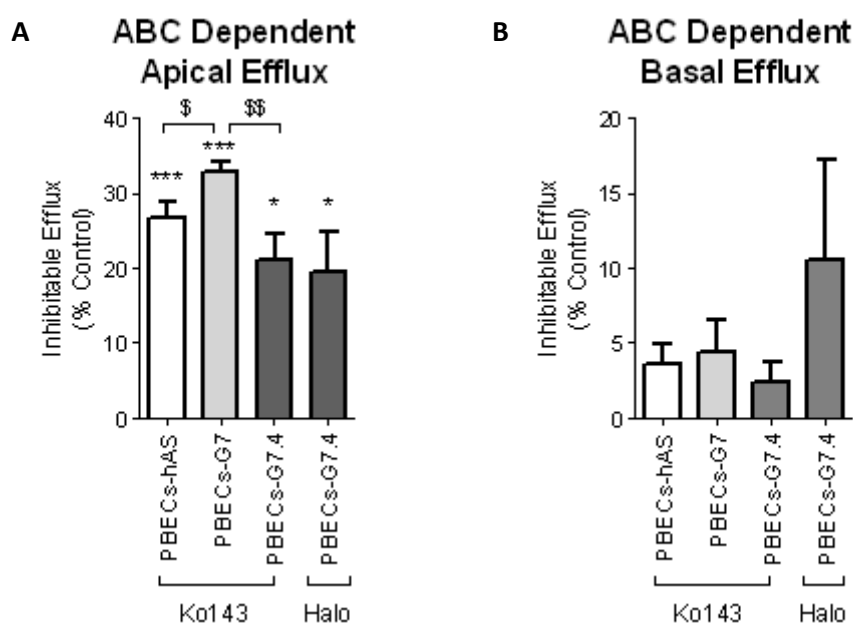 A
ABC Dependent
Apical Efflux
Inhibitable Efflux
(% Control)
40
30
20
10
0
$
$$
***
***
*
*
PBECs-hAS
PBECs-G7
PBECs-G7.4
PBECs-G7.4
Ko143
Halo
B
ABC Dependent
Basal Efflux
Inhibitable Efflux
(% Control)
20
15
10
5
0
PBECs-hAS
PBECs-G7
PBECs-G7.4
PBECs-G7.4
Ko143
Halo